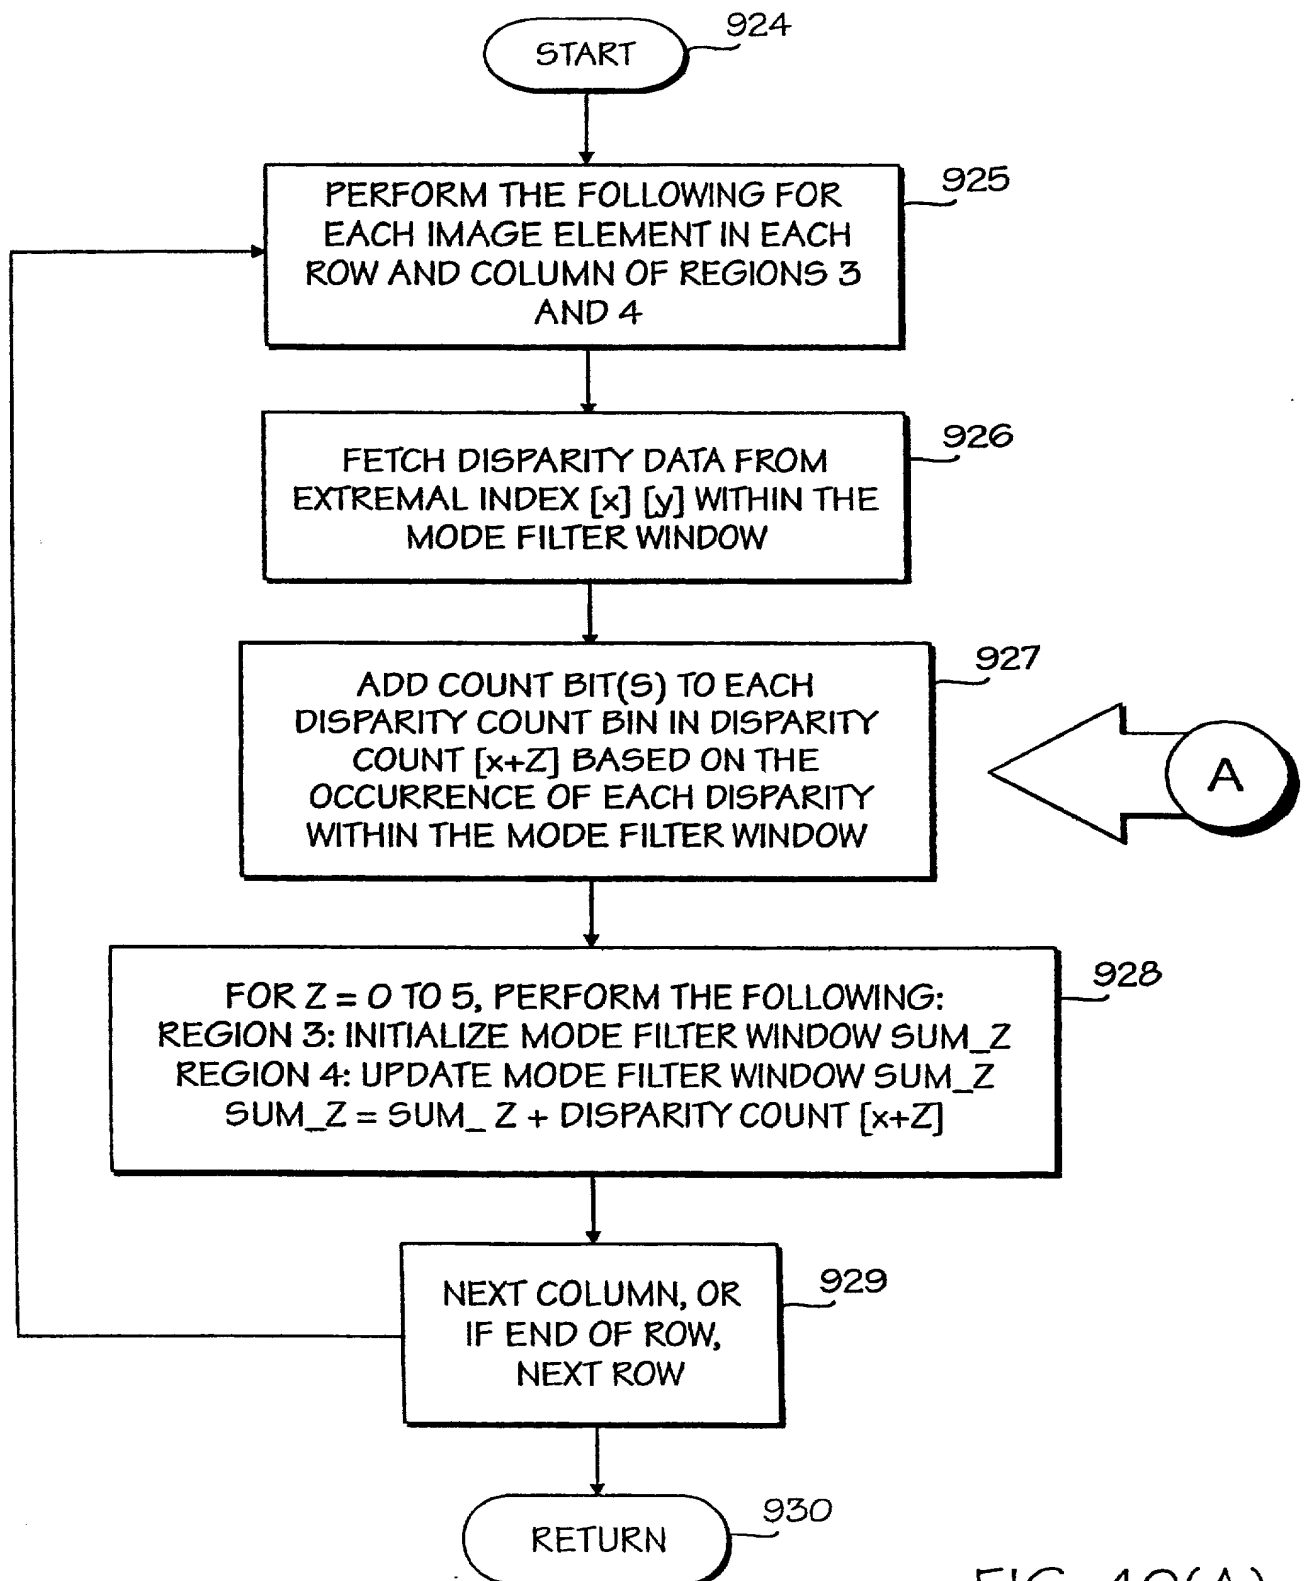 START
924
PERFORM THE FOLLOWING FOR
EACH IMAGE ELEMENT IN EACH
ROW AND COLUMN OF REGIONS 3
AND 4
925
FETCH DISPARITY DATA FROM
EXTREMAL INDEX [x] [y] WITHIN THE
MODE FILTER WINDOW
926
ADD COUNT BIT(S) TO EACH
DISPARITY COUNT BIN IN DISPARITY
COUNT [x+Z] BASED ON THE
OCCURRENCE OF EACH DISPARITY
WITHIN THE MODE FILTER WINDOW
927
A
FOR Z = 0 TO 5, PERFORM THE FOLLOWING:
REGION 3: INITIALIZE MODE FILTER WINDOW SUM_Z
REGION 4: UPDATE MODE FILTER WINDOW SUM_Z
SUM_Z = SUM_ Z + DISPARITY COUNT [x+Z]
928
NEXT COLUMN, OR
IF END OF ROW,
NEXT ROW
929
RETURN
930
FIG. 40(A)